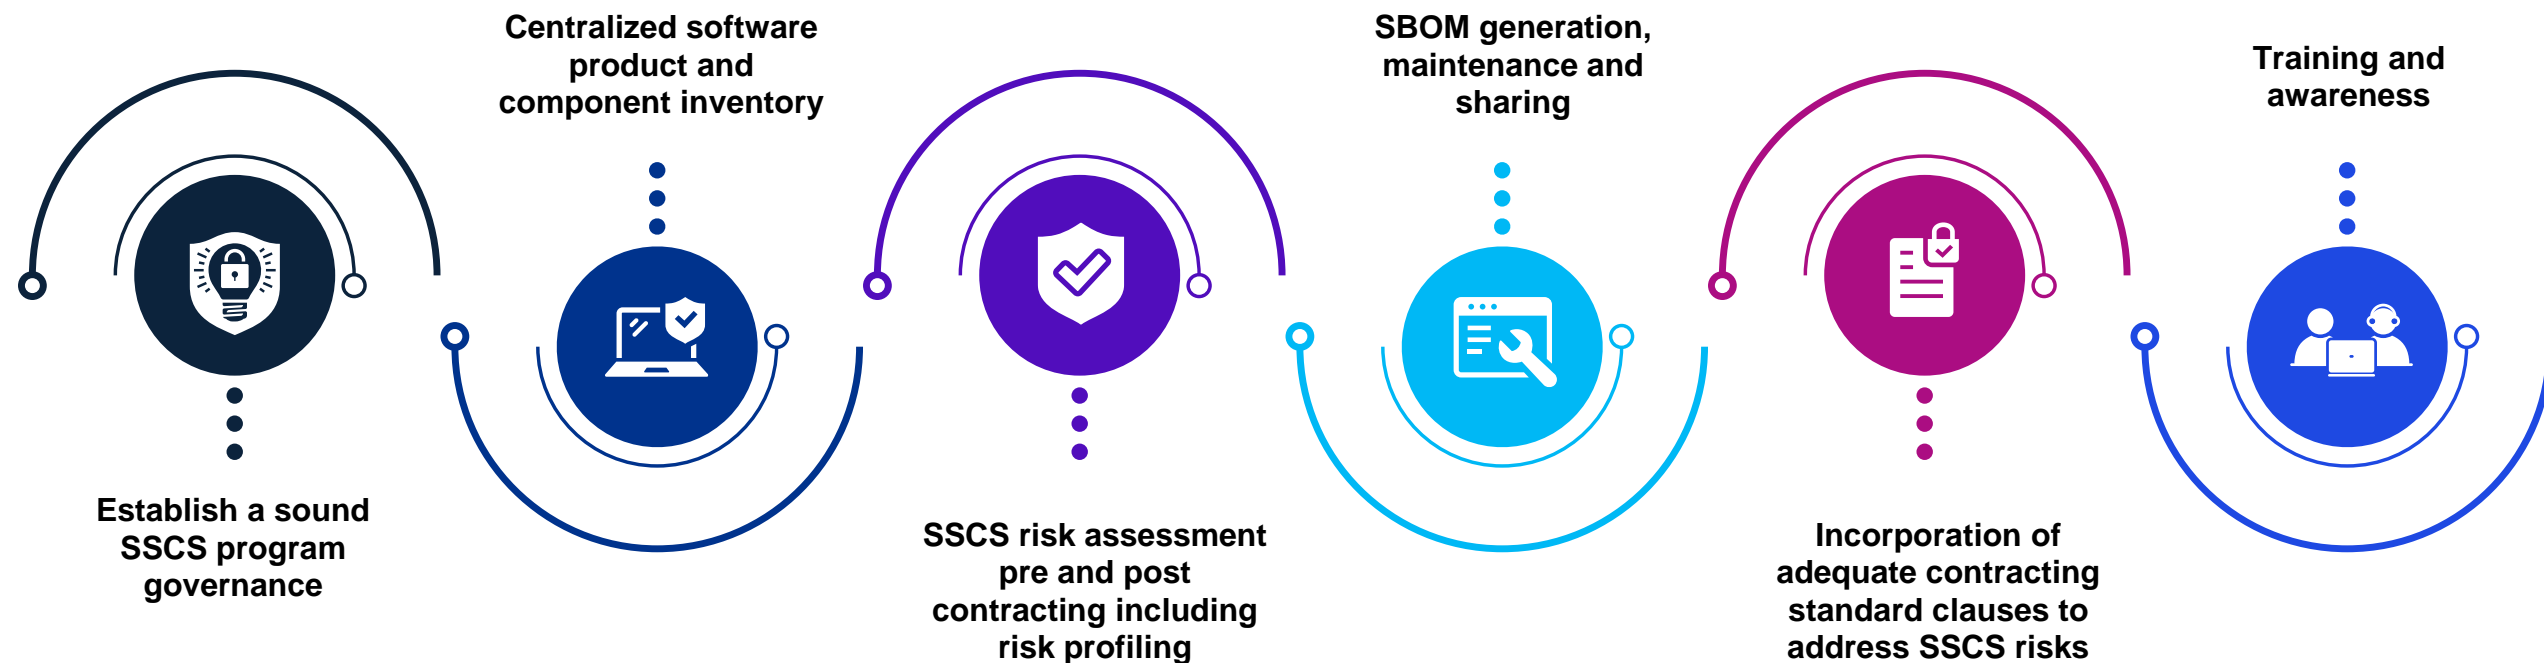 Establish a sound
SSCS program
governance
Centralized software
product and
component inventory
SSCS risk assessment
pre and post
contracting including
risk profiling
SBOM generation,
maintenance and
sharing
Incorporation of
adequate contracting
standard clauses to
address SSCS risks
Training and
awareness